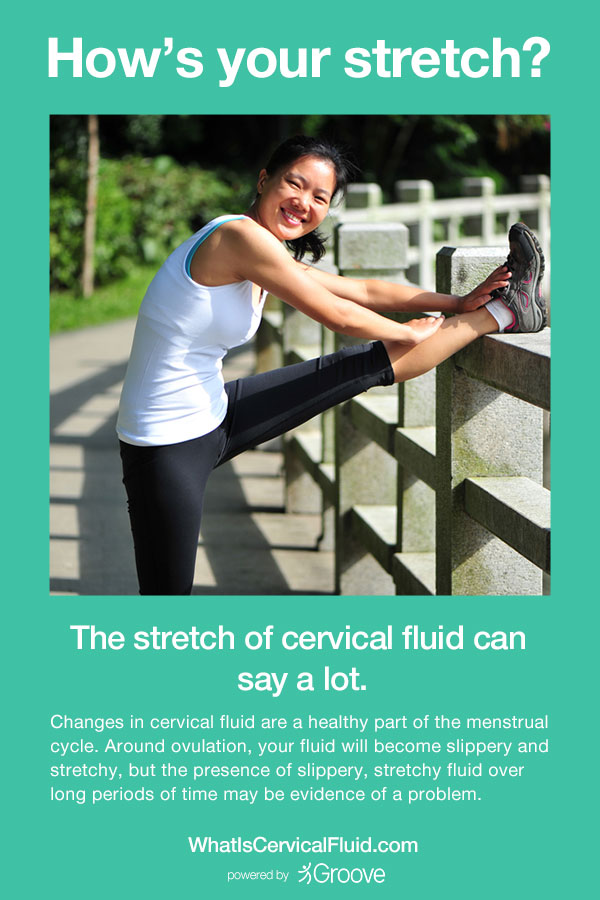 How’s your stretch?
The stretch of cervical fluid can
say a lot.
Changes in cervical fluid are a healthy part of the menstrual
cycle. Around ovulation, your fluid will become slippery and
stretchy, but the presence of slippery, stretchy fluid over
long periods of time may be evidence of a problem.
WhatIsCervicalFluid.com
powered by Groove